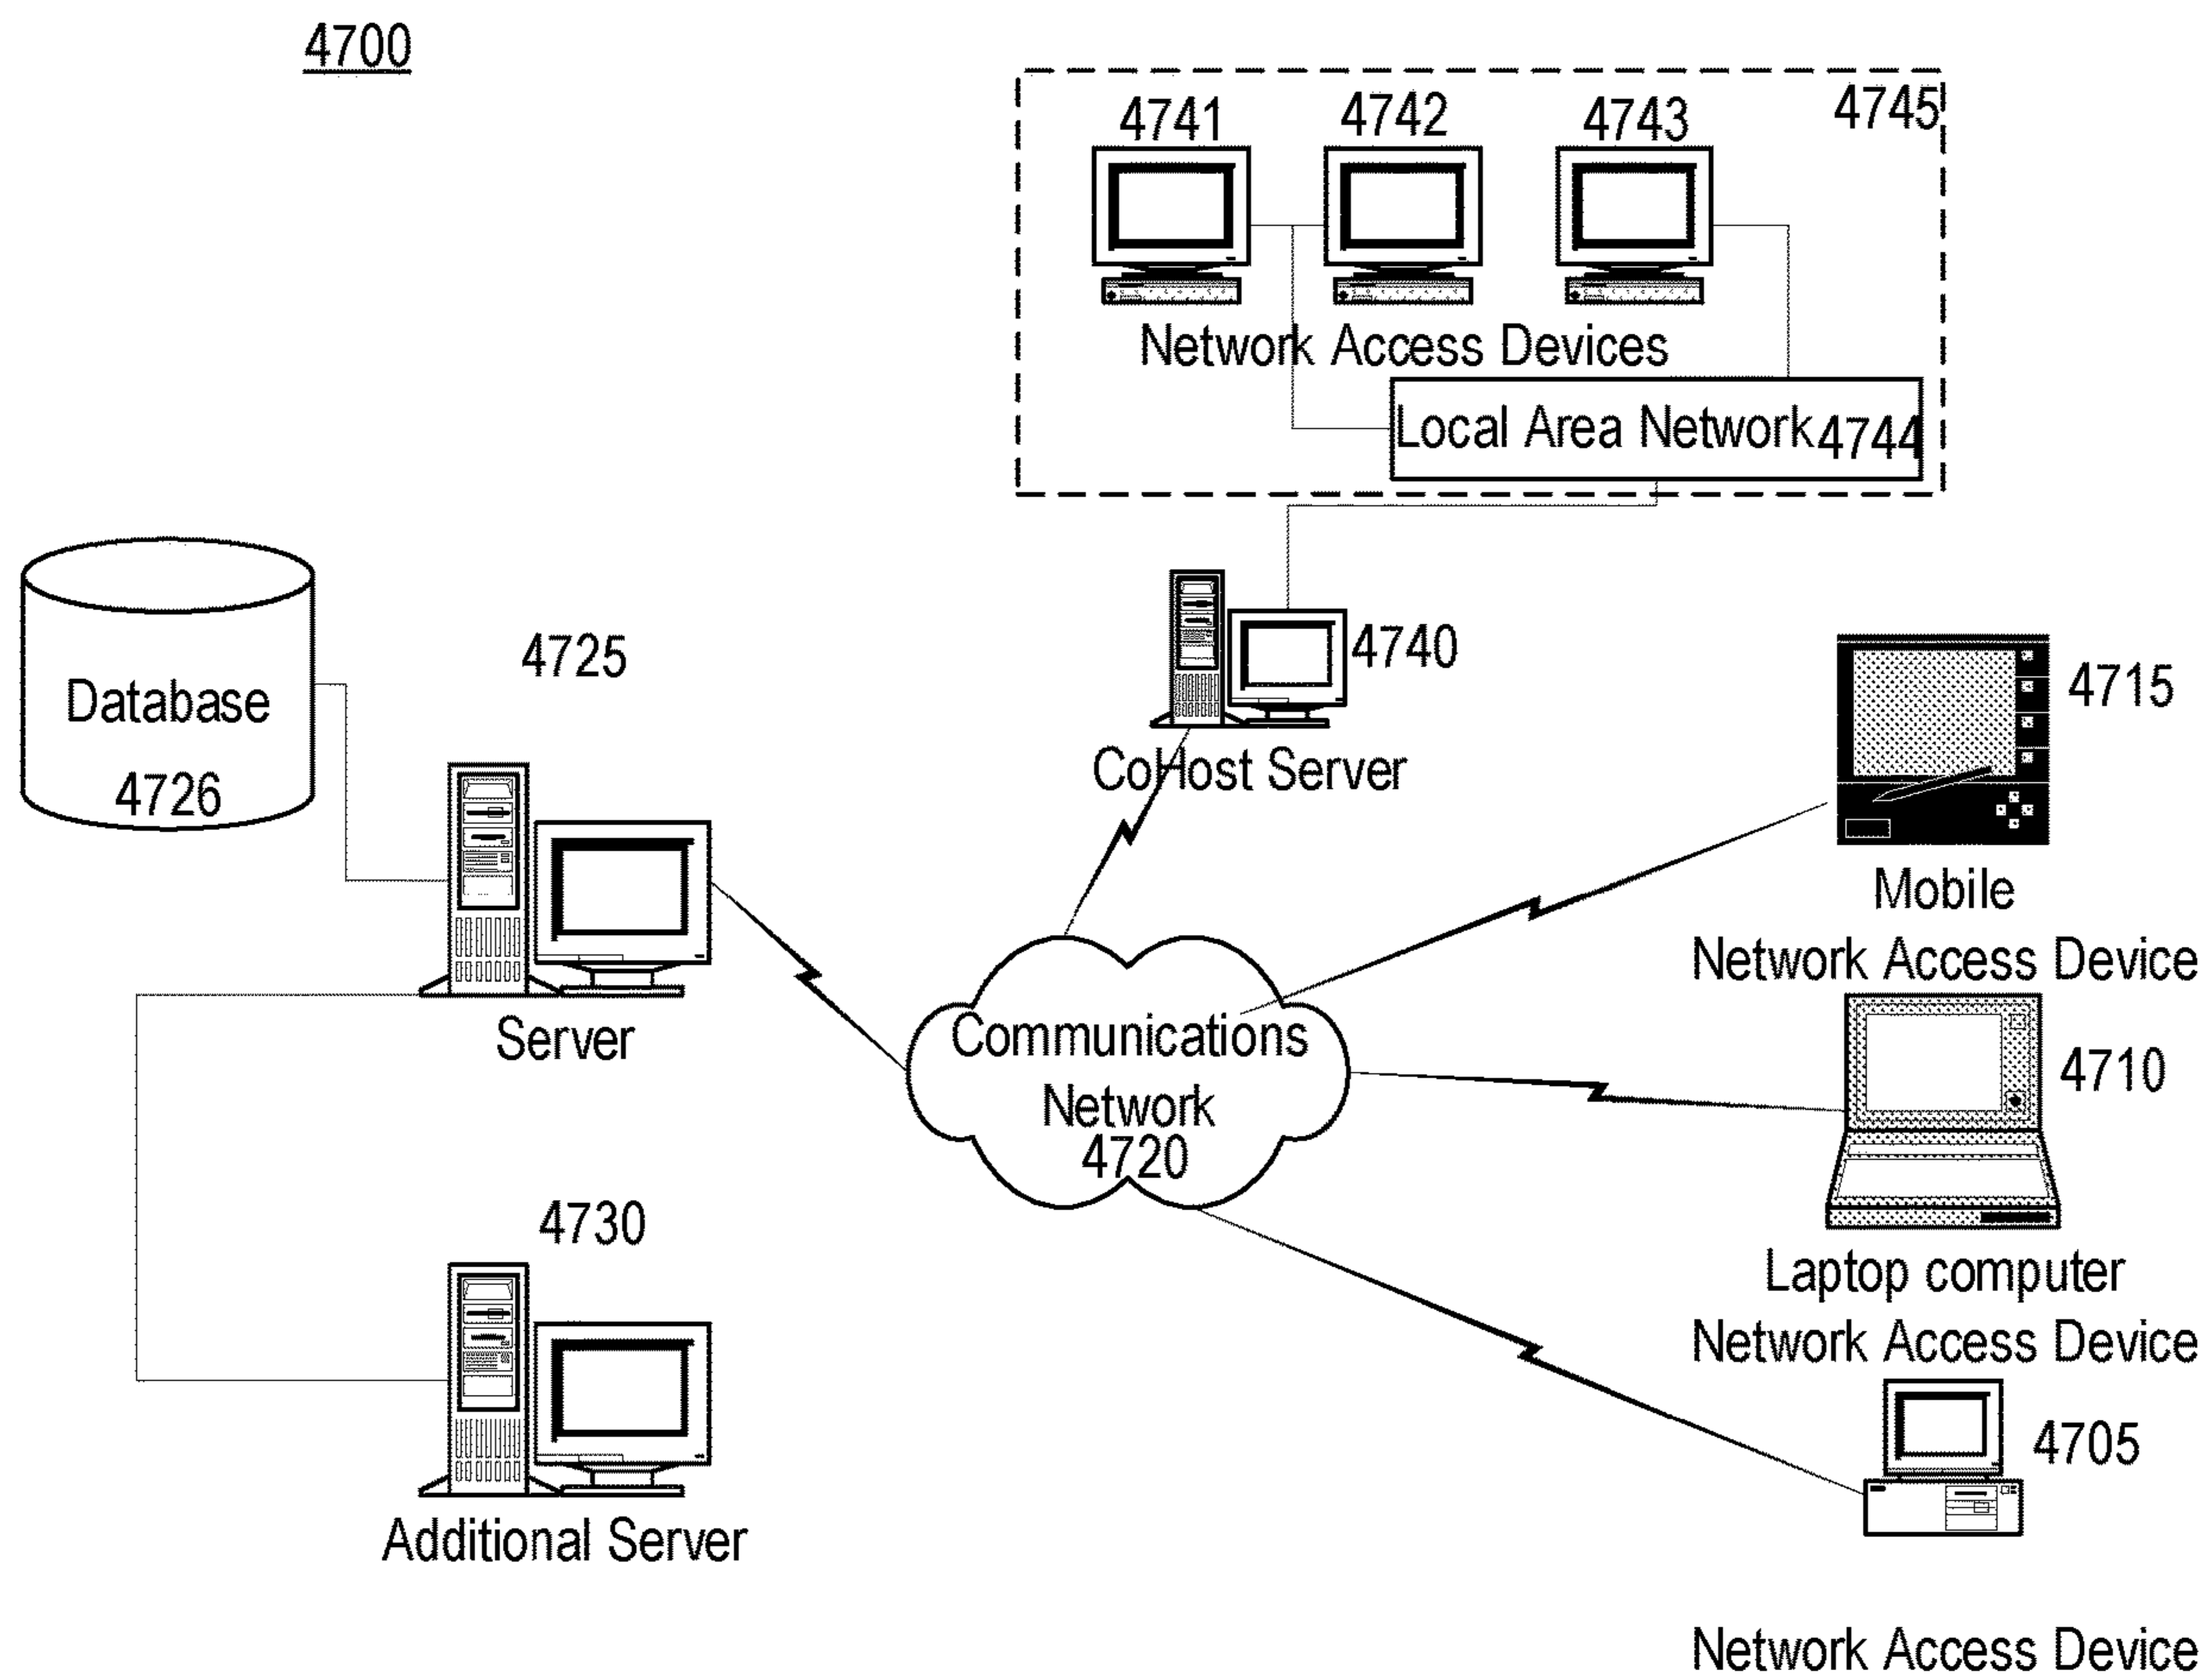 4700
4745
4741
4742
4743
Network Access Devices
Local Area Network 4744
4725
4740
CoHost Server
Database
4726
4715
Mobile
Network Access Device
Server
Communications
Network
4720
4710
Laptop computer
Network Access Device
4730
Additional Server
4705
Network Access Device